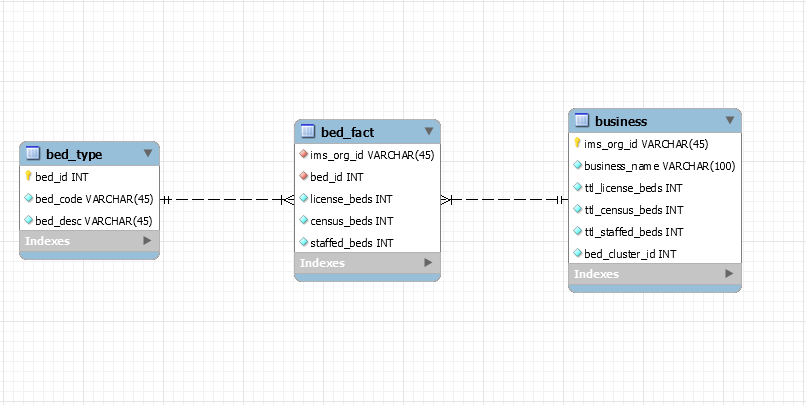 bed_type
bed_id INT
bed_code VARCHAR(45)
bed_desc VARCHAR(45)
Indexes
bed_fact
ims_org_id VARCHAR(45)
bed_id INT
license_beds INT
census_beds INT
staffed_beds INT
Indexes
business
ims_org_id VARCHAR(45)
business_name VARCHAR(100)
ttl_license_beds INT
ttl_census_beds INT
ttl_staffed_beds INT
bed_cluster_id INT
Indexes